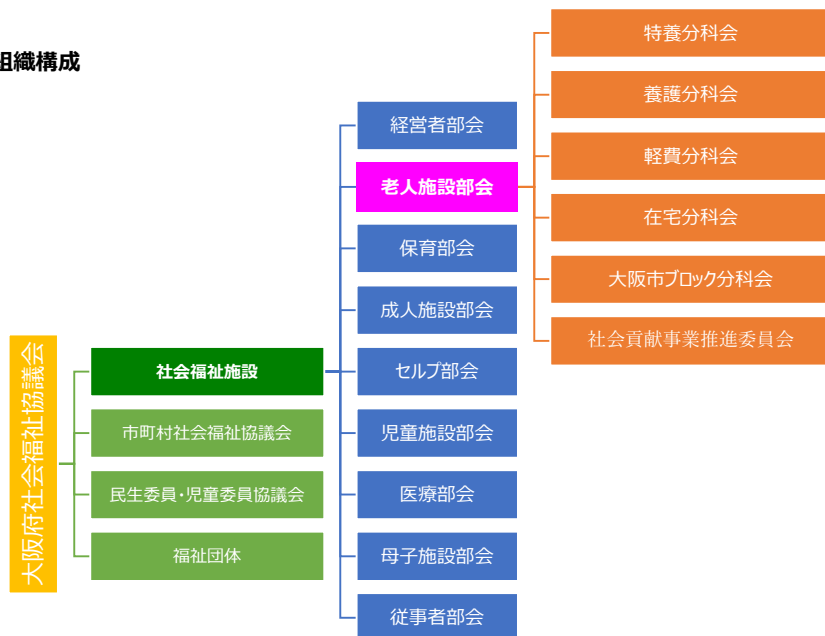 組織構成
大阪府社会福祉協議会
社会福祉施設
市町村社会福祉協議会
民生委員・児童委員協議会
福祉団体
経営者部会
老人施設部会
保育部会
成人施設部会
セルプ部会
児童施設部会
医療部会
母子施設部会
従事者部会
特養分科会
養護分科会
軽費分科会
在宅分科会
大阪市ブロック分科会
社会貢献事業推進委員会